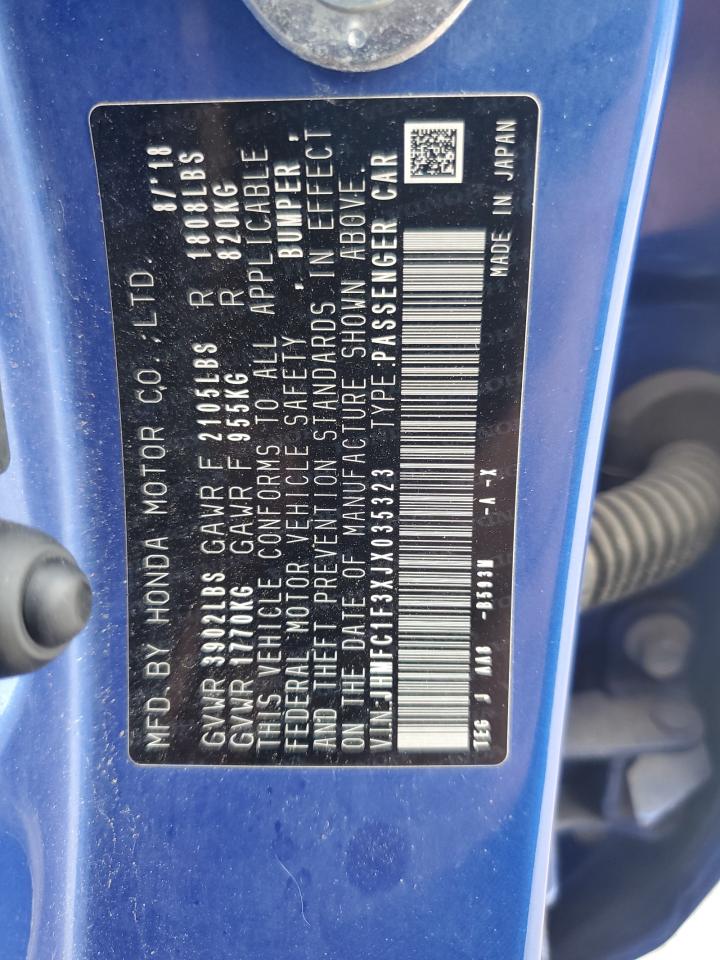 MFD. BY HONDA MOTOR CO., LTD. 8/'18
GVWR 3902LBS GAWR F 2105LBS R 1808LBS
GVWR 1770KG GAWR F 955KG R 820KG
THIS VEHICLE CONFORMS TO ALL APPLICABLE
FEDERAL MOTOR VEHICLE SAFETY , BUMPER ,
AND THEFT PREVENTION STANDARDS IN EFFECT
ON THE DATE OF MANUFACTURE SHOWN ABOVE.
V.I.N:JHMFC1F3XJX035323 TYPE:PASSENGER CAR
TEG J AA8 -B593M -A -X MADE IN JAPAN